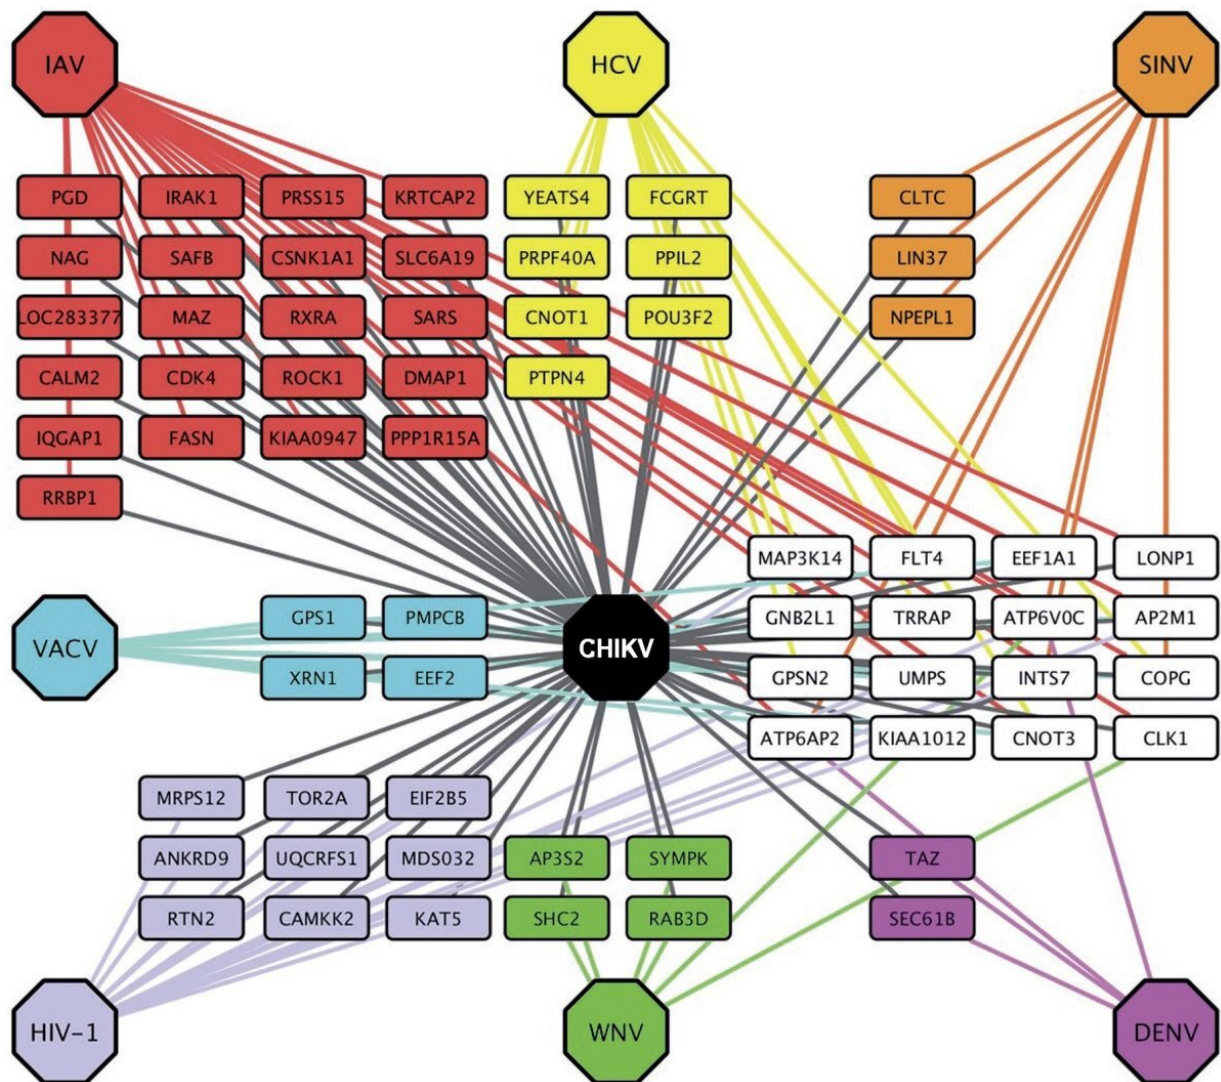 IAV
HCV
SINV
PGD
IRAK1
PRSS15
KRTCAP2
YEATS4
FCGRT
CLTC
NAG
SAFB
CSNK1A1
SLC6A19
PRPF40A
PPIL2
LIN37
LOC283377
MAZ
RXRA
SARS
CNOT1
POU3F2
NPEPL1
CALM2
CDK4
ROCK1
DMAP1
PTPN4
IQGAP1
FASN
KIAA0947
PPP1R15A
RRBP1
MAP3K14
FLT4
EEF1A1
LONP1
VACV
GPS1
PMPCB
CHIKV
GNB2L1
TRRAP
ATP6V0C
AP2M1
XRN1
EEF2
GPSN2
UMPS
INTS7
COPG
ATP6AP2
KIAA1012
CNOT3
CLK1
MRPS12
TOR2A
EIF2B5
ANKRD9
UQCRFS1
MDS032
AP3S2
SYMPK
TAZ
RTN2
CAMKK2
KAT5
SHC2
RAB3D
SEC61B
HIV-1
WNV
DENV